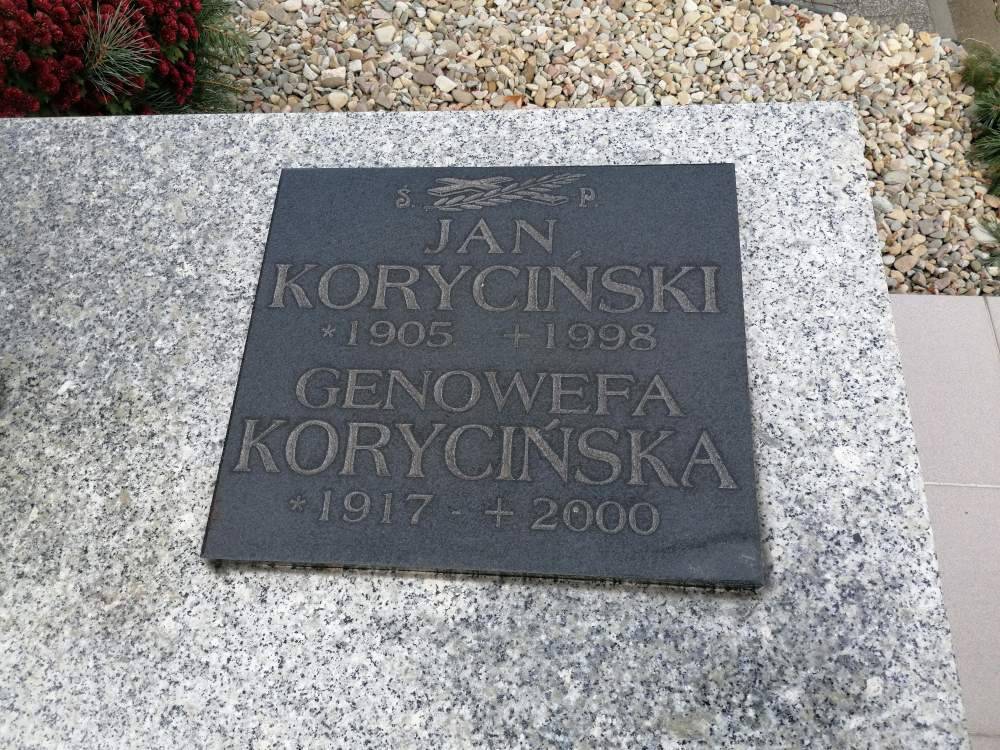 Ś. P.
JAN
KORYCIŃSKI
*1905 +1998
GENOWEFA
KORYCIŃSKA
*1917 - +2000